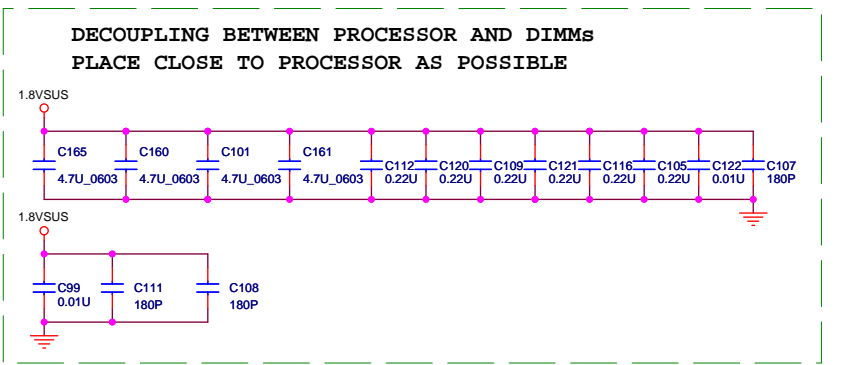 DECOUPLING BETWEEN PROCESSOR AND DIMMs
PLACE CLOSE TO PROCESSOR AS POSSIBLE
1.8VSUS
C165 C160 C101 C161 C112 C120 C109 C121 C116 C105 C122 C107
4.7U_0603 4.7U_0603 4.7U_0603 4.7U_0603 0.22U 0.22U 0.22U 0.22U 0.22U 0.22U 0.01U 180P
1.8VSUS
C99 C111 C108
0.01U 180P 180P